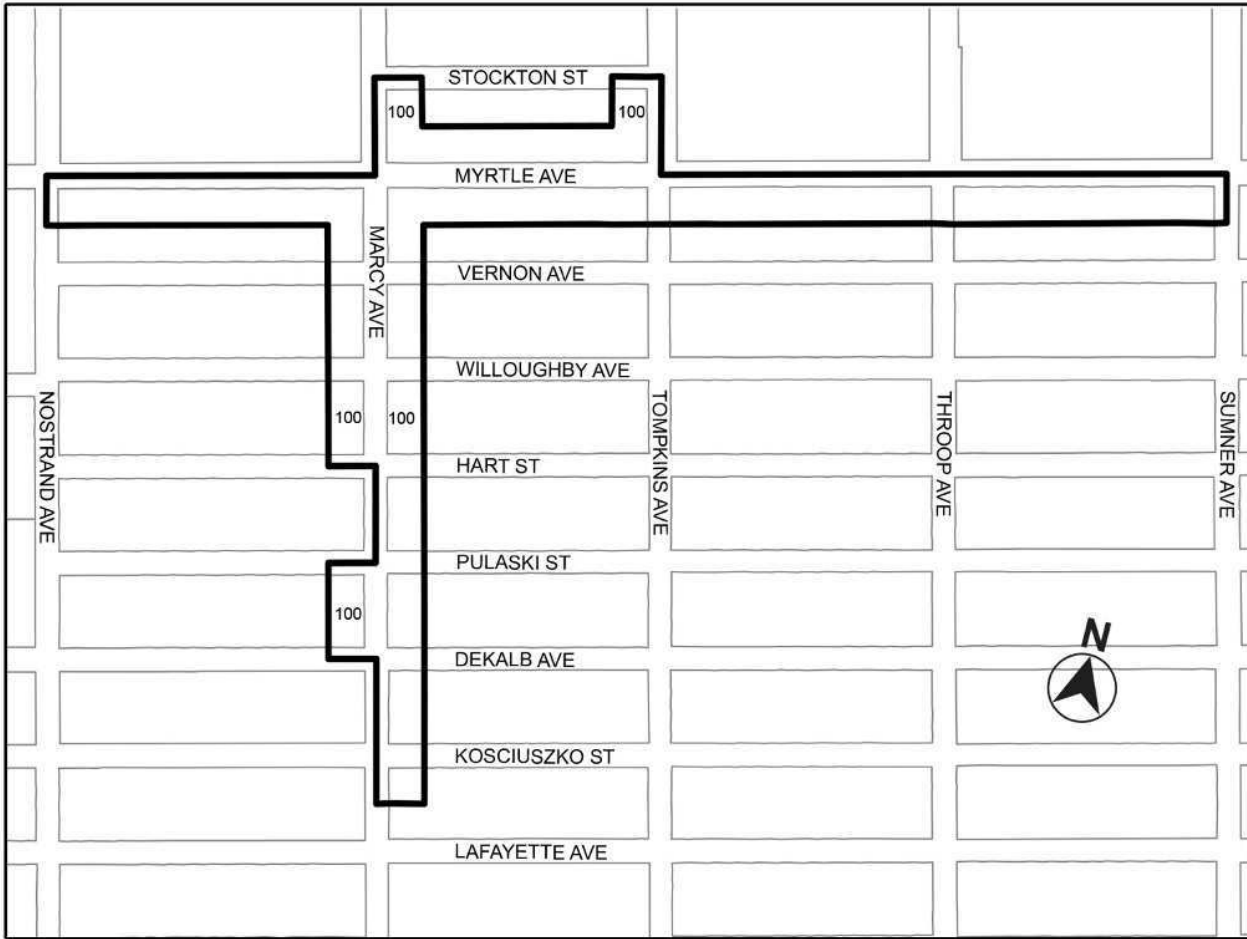 STOCKTON ST
100
100
MYRTLE AVE
MARCY AVE
VERNON AVE
WILLOUGHBY AVE
NOSTRAND AVE
100
100
TOMPKINS AVE
THROOP AVE
SUMNER AVE
HART ST
PULASKI ST
100
N
DEKALB AVE
KOSCIUSZKO ST
LAFAYETTE AVE